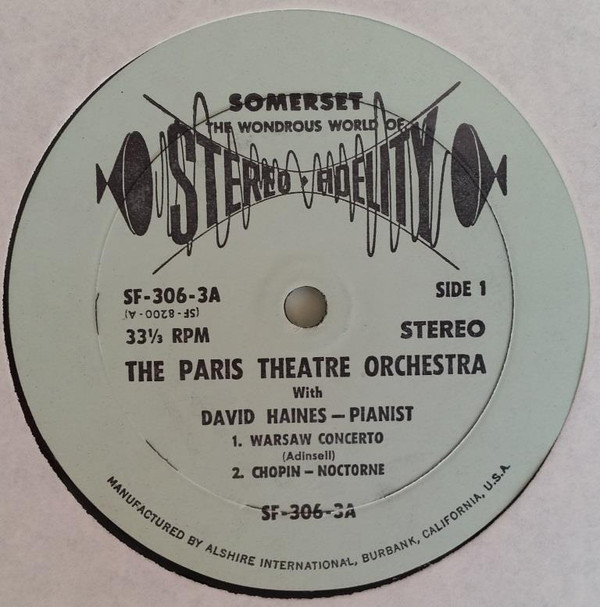 SOMERSET
THE WONDROUS WORLD OF
STEREO · FIDELITY
SF-306-3A
(SF-8200-A)
SIDE 1
33⅓ RPM
STEREO
THE PARIS THEATRE ORCHESTRA
With
DAVID HAINES — PIANIST
1. WARSAW CONCERTO
(Adinsell)
2. CHOPIN — NOCTORNE
SF-306-3A
MANUFACTURED BY ALSHIRE INTERNATIONAL, BURBANK, CALIFORNIA, U.S.A.